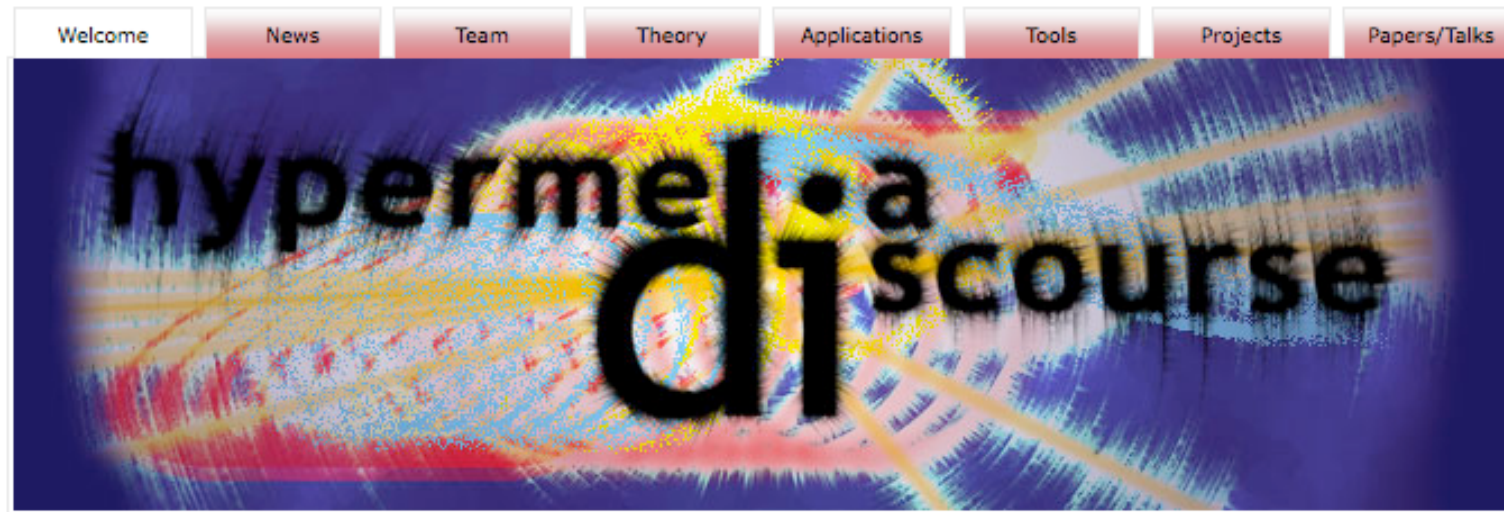 Welcome News Team Theory Applications Tools Projects Papers/Talks
hypermedia
discourse